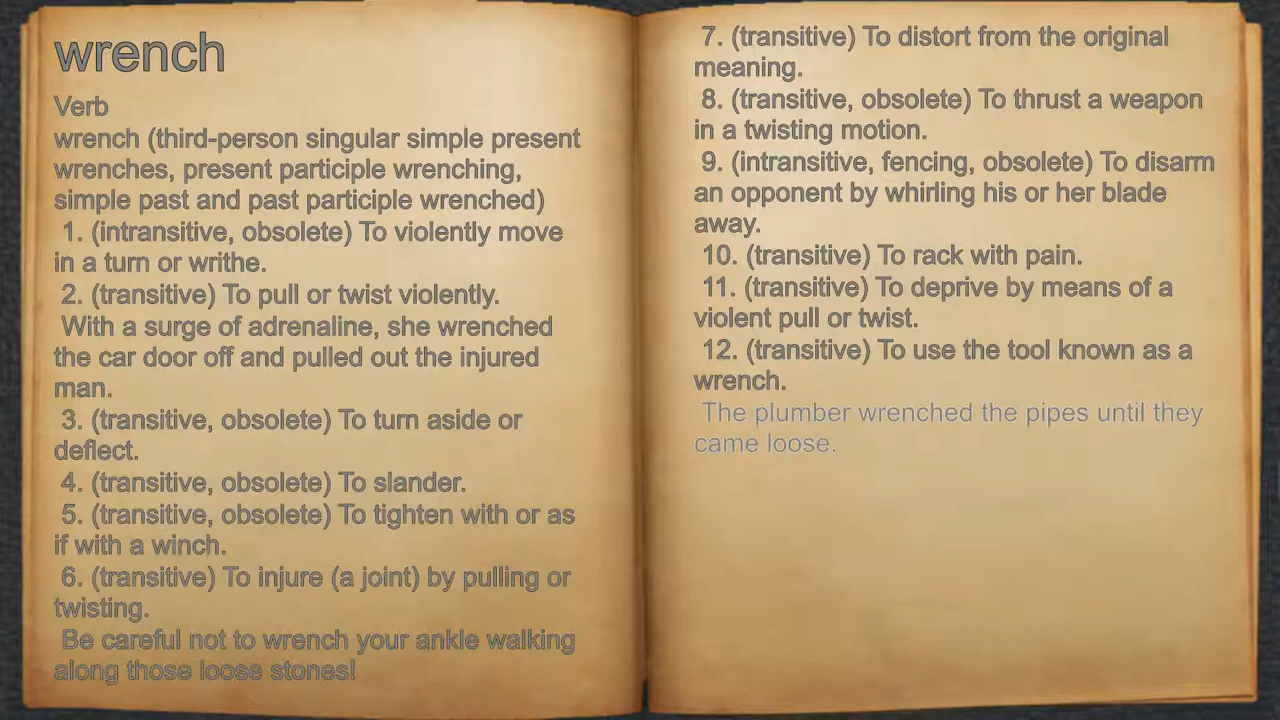 wrench
Verb
wrench (third-person singular simple present
wrenches, present participle wrenching,
simple past and past participle wrenched)
1. (intransitive, obsolete) To violently move
in a turn or writhe.
2. (transitive) To pull or twist violently.
With a surge of adrenaline, she wrenched
the car door off and pulled out the injured
man.
3. (transitive, obsolete) To turn aside or
deflect.
4. (transitive, obsolete) To slander.
5. (transitive, obsolete) To tighten with or as
if with a winch.
6. (transitive) To injure (a joint) by pulling or
twisting.
Be careful not to wrench your ankle walking
along those loose stones!
7. (transitive) To distort from the original
meaning.
8. (transitive, obsolete) To thrust a weapon
in a twisting motion.
9. (intransitive, fencing, obsolete) To disarm
an opponent by whirling his or her blade
away.
10. (transitive) To rack with pain.
11. (transitive) To deprive by means of a
violent pull or twist.
12. (transitive) To use the tool known as a
wrench.
The plumber wrenched the pipes until they
came loose.